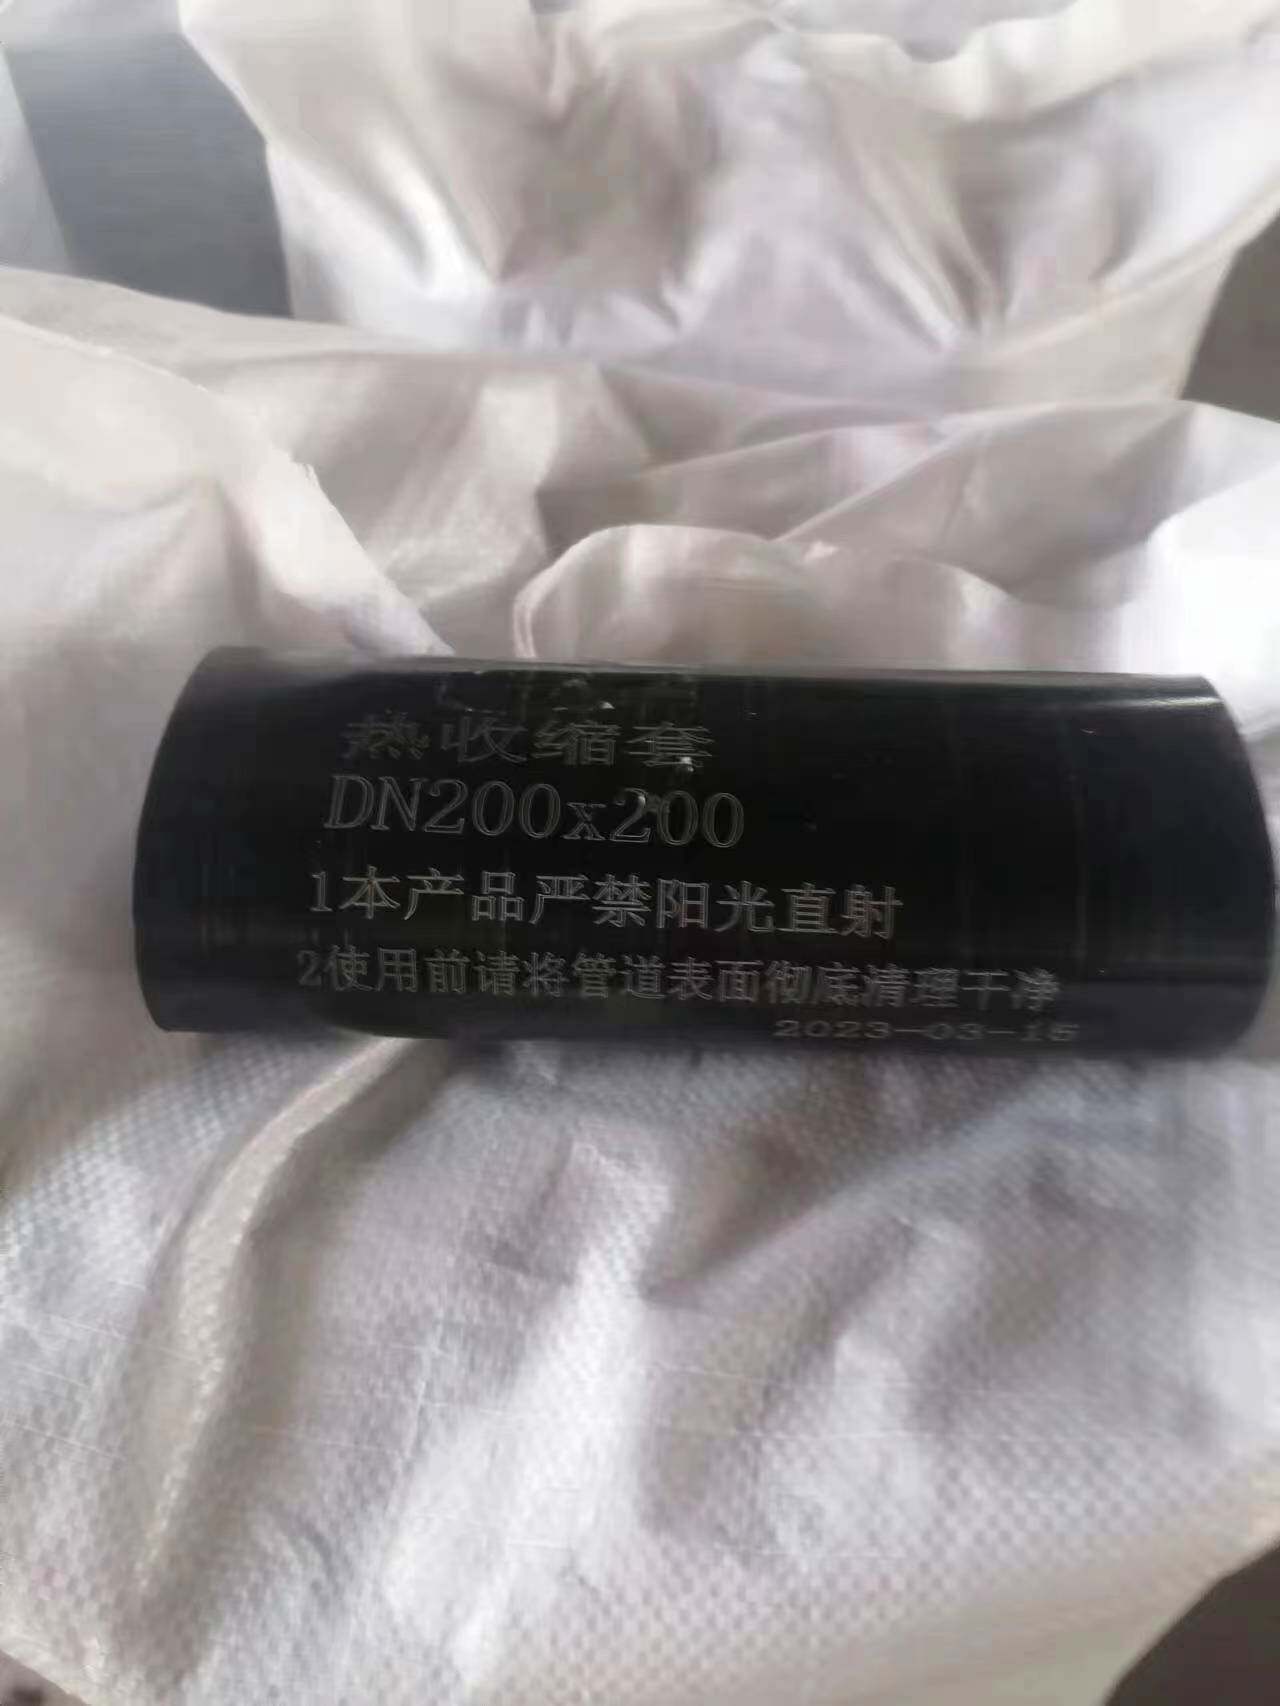 热收缩套
DN200x200
1本产品严禁阳光直射
2使用前请将管道表面彻底清理干净
2023-03-15